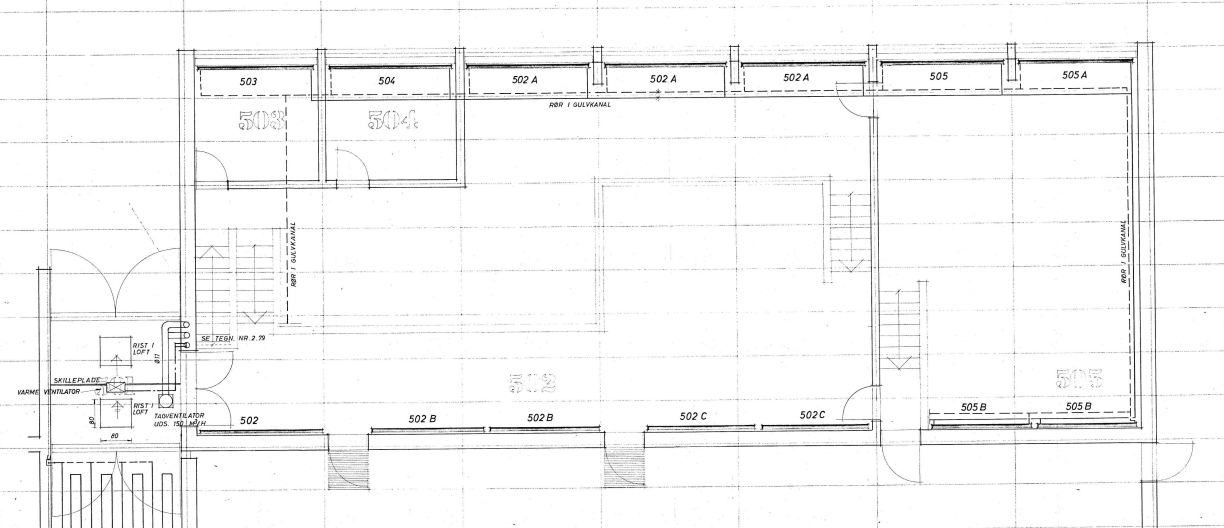 503
504
502 A
502 A
502 A
505
505 A
RØR I GULVKANAL
503
504
RØR I GULVKANAL
RØR I GULVKANAL
SE TEGN. NR. 2.79
RIST I
LOFT
Ø11
SKILLEPLADE
VARME VENTILATOR
502
505
RIST I
LOFT
TAGVENTILATOR
UDS. 150 M³/H
80
80
502
502 B
502 B
502 C
502 C
505 B
505 B